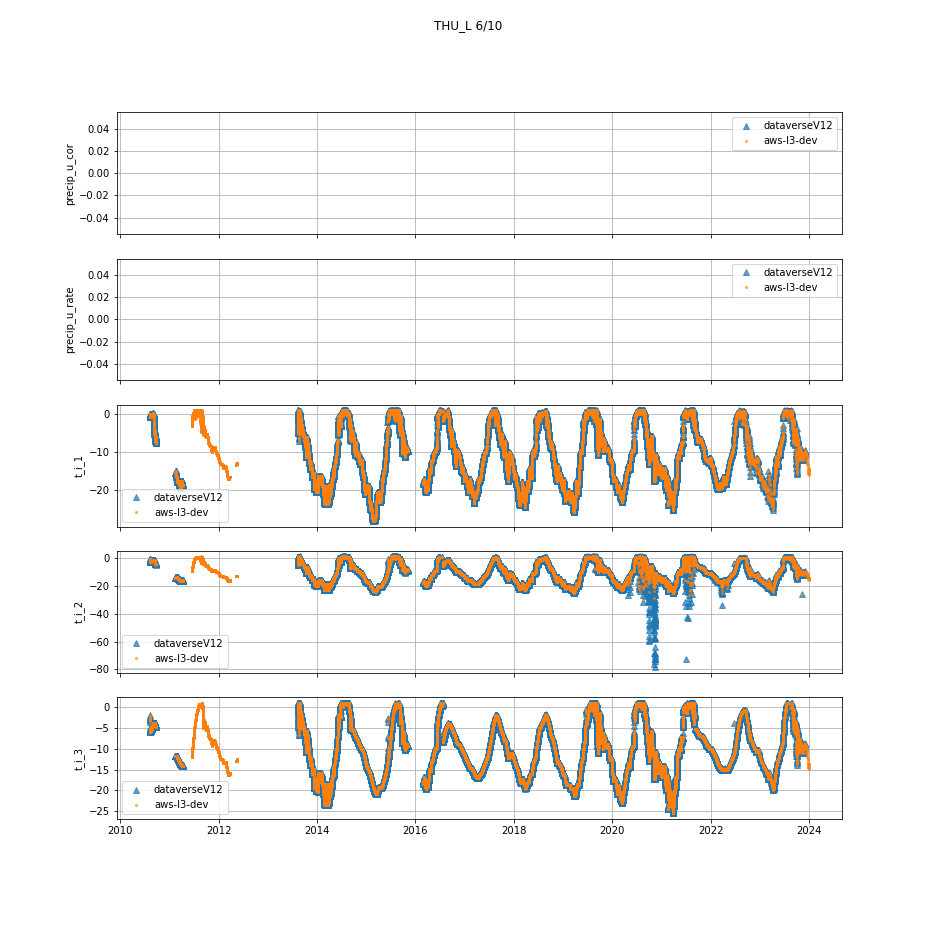 THU_L 6/10
precip_u_cor
0.04
0.02
0.00
−0.02
−0.04
dataverseV12
aws-l3-dev
precip_u_rate
0.04
0.02
0.00
−0.02
−0.04
dataverseV12
aws-l3-dev
t_i_1
0
−10
−20
dataverseV12
aws-l3-dev
t_i_2
0
−20
−40
−60
−80
dataverseV12
aws-l3-dev
t_i_3
0
−5
−10
−15
−20
−25
dataverseV12
aws-l3-dev
2010 2012 2014 2016 2018 2020 2022 2024